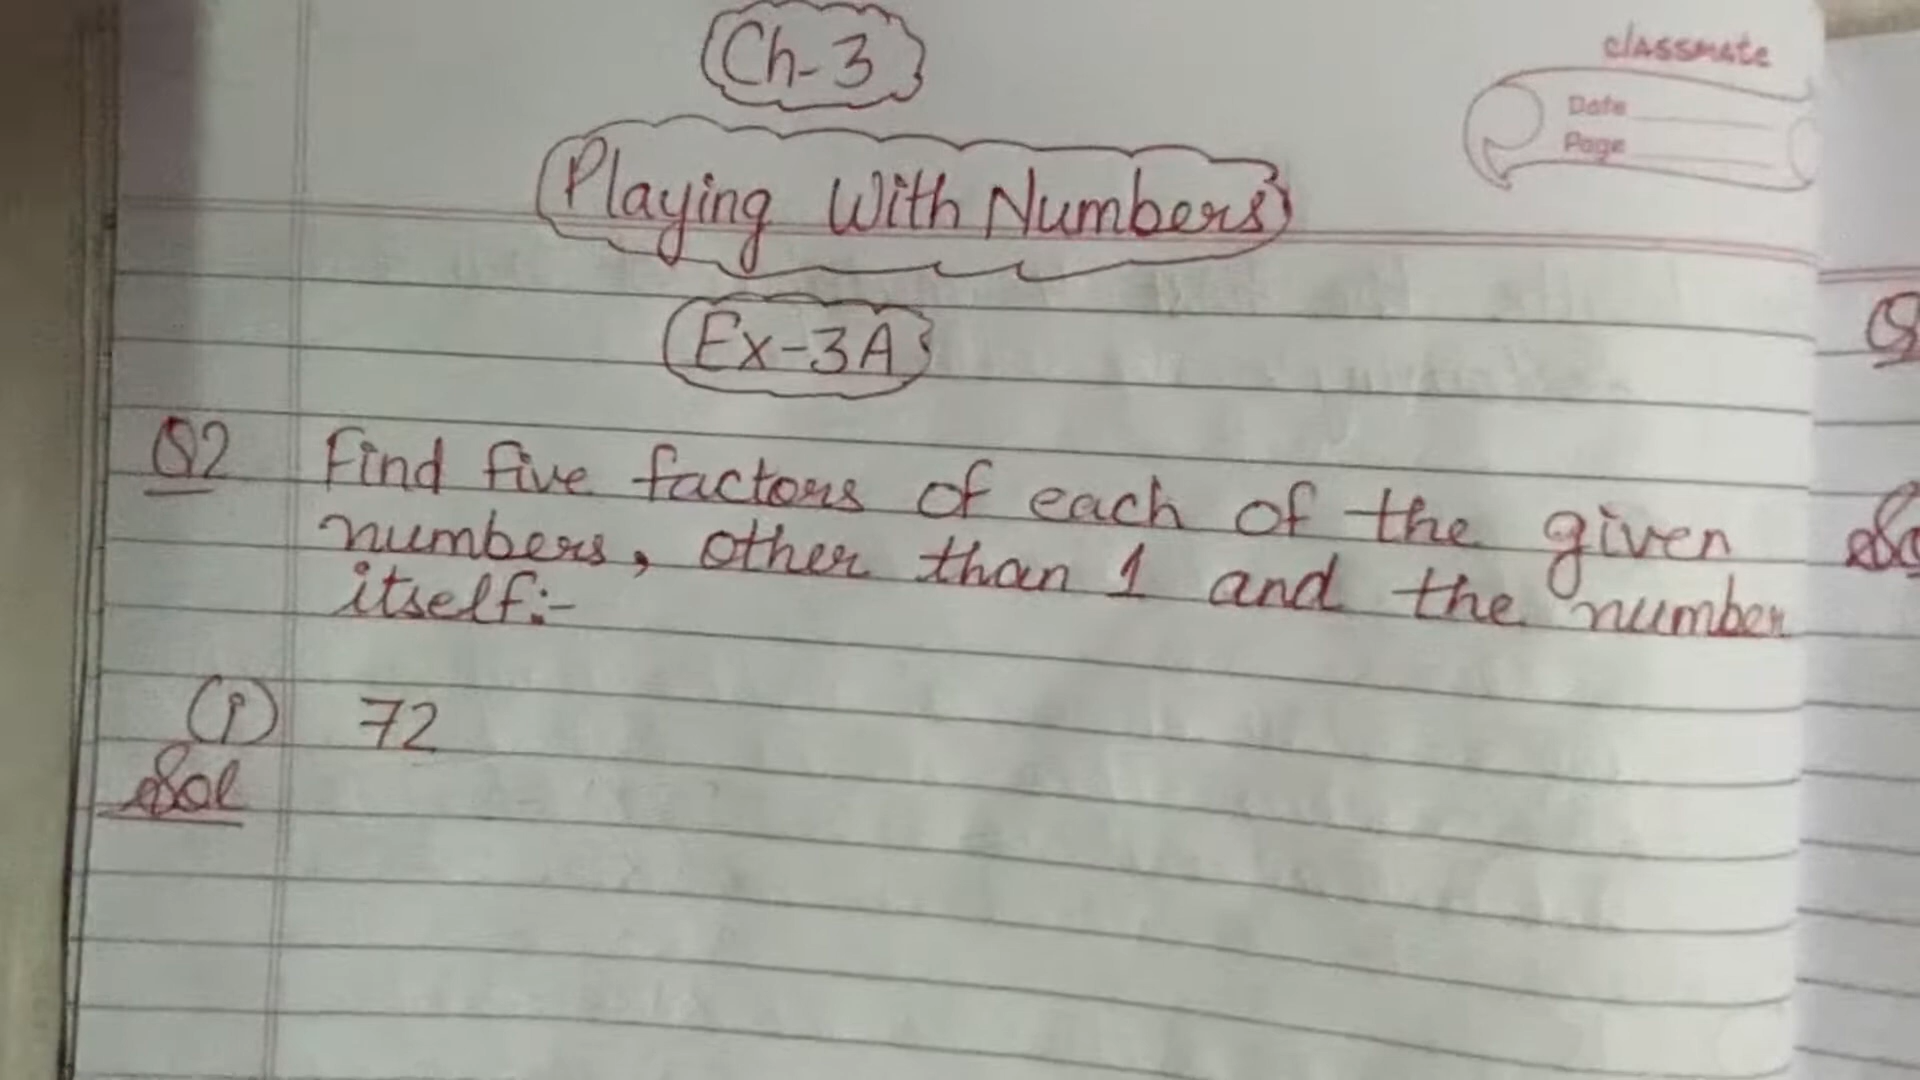 Ch-3
classmate
Date
Page
Playing With Numbers
Ex-3A
Q2 Find five factors of each of the given
numbers, other than 1 and the number
itself:-
(i) 72
Sol